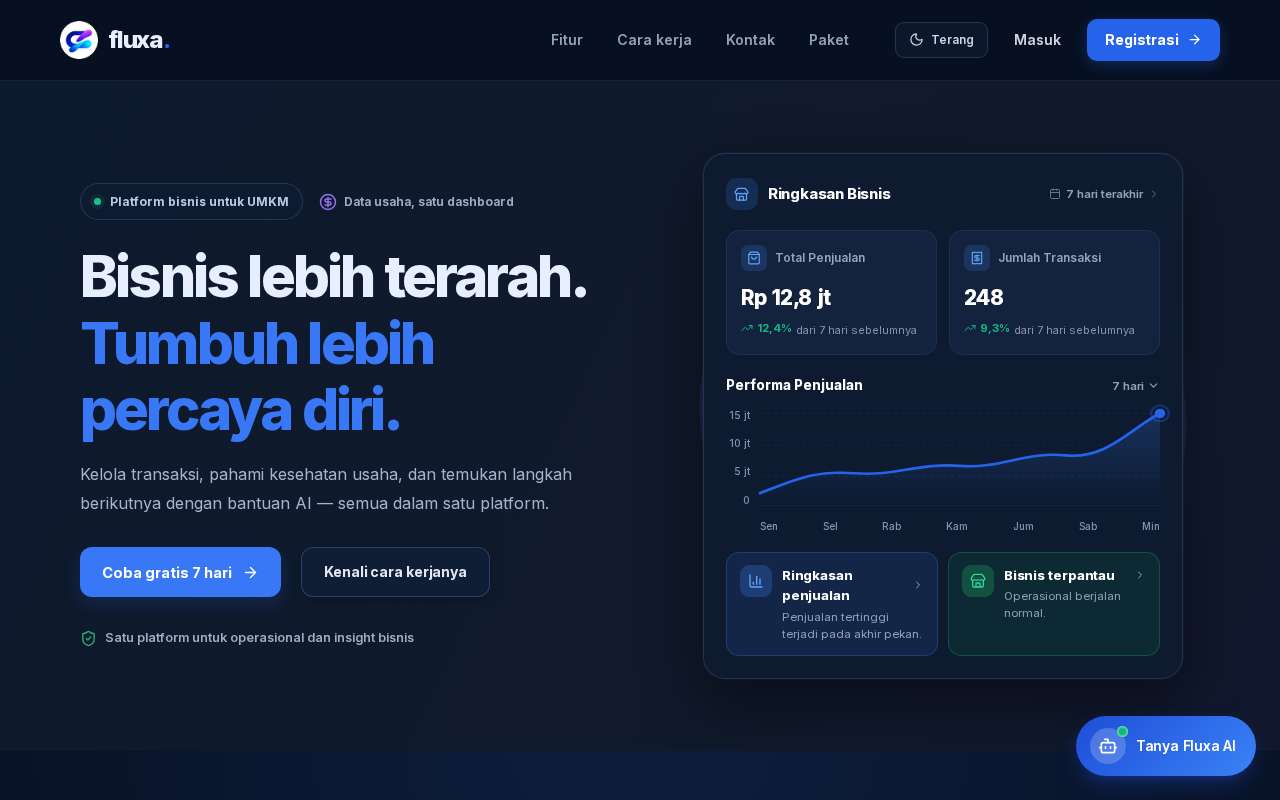 fluxa.
Fitur
Cara kerja
Kontak
Paket
Terang
Masuk
Registrasi
Platform bisnis untuk UMKM
Data usaha, satu dashboard
Bisnis lebih terarah.
Tumbuh lebih
percaya diri.
Kelola transaksi, pahami kesehatan usaha, dan temukan langkah
berikutnya dengan bantuan AI — semua dalam satu platform.
Coba gratis 7 hari
Kenali cara kerjanya
Satu platform untuk operasional dan insight bisnis
Ringkasan Bisnis
7 hari terakhir
Total Penjualan
Rp 12,8 jt
12,4% dari 7 hari sebelumnya
Jumlah Transaksi
248
9,3% dari 7 hari sebelumnya
Performa Penjualan
7 hari
15 jt
10 jt
5 jt
0
Sen
Sel
Rab
Kam
Jum
Sab
Min
Ringkasan
penjualan
Penjualan tertinggi
terjadi pada akhir pekan.
Bisnis terpantau
Operasional berjalan
normal.
Tanya Fluxa AI